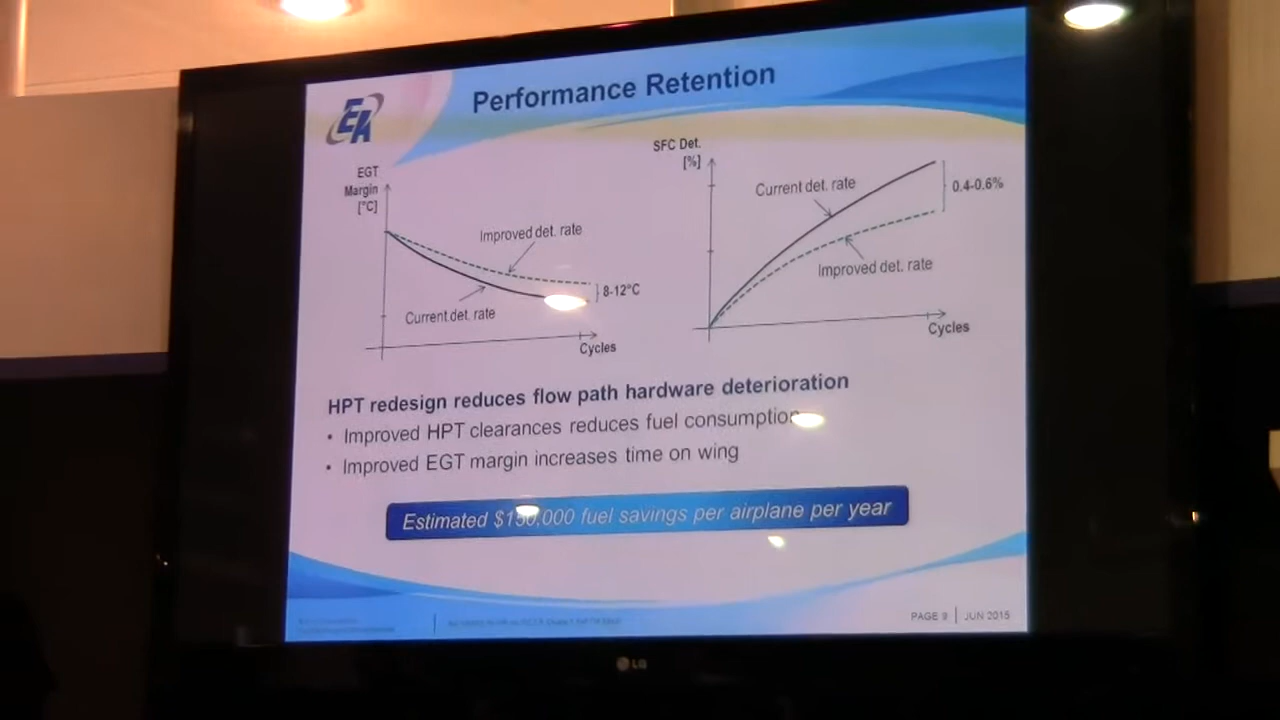 Performance Retention
EA
EGT
Margin
[°C]
Improved det. rate
8-12°C
Current det. rate
Cycles
SFC Det.
[%]
Current det. rate
0.4-0.6%
Improved det. rate
Cycles
HPT redesign reduces flow path hardware deterioration
• Improved HPT clearances reduces fuel consumption
• Improved EGT margin increases time on wing
Estimated $150,000 fuel savings per airplane per year
PAGE 9 | JUN 2015
LG